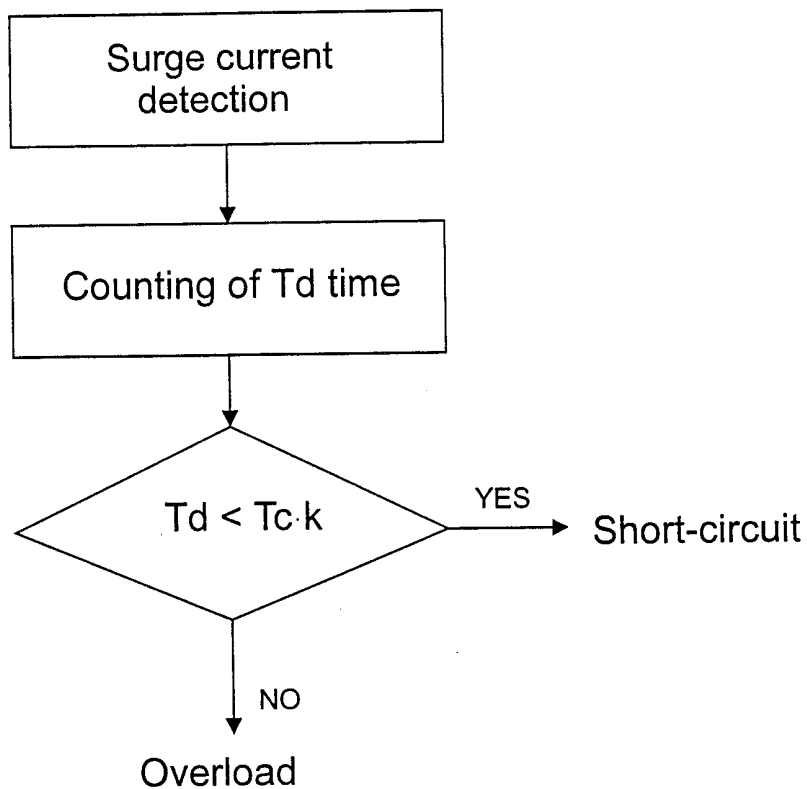 Surge current
detection
Counting of Td time
Td < Tc·k
YES
Short-circuit
NO
Overload